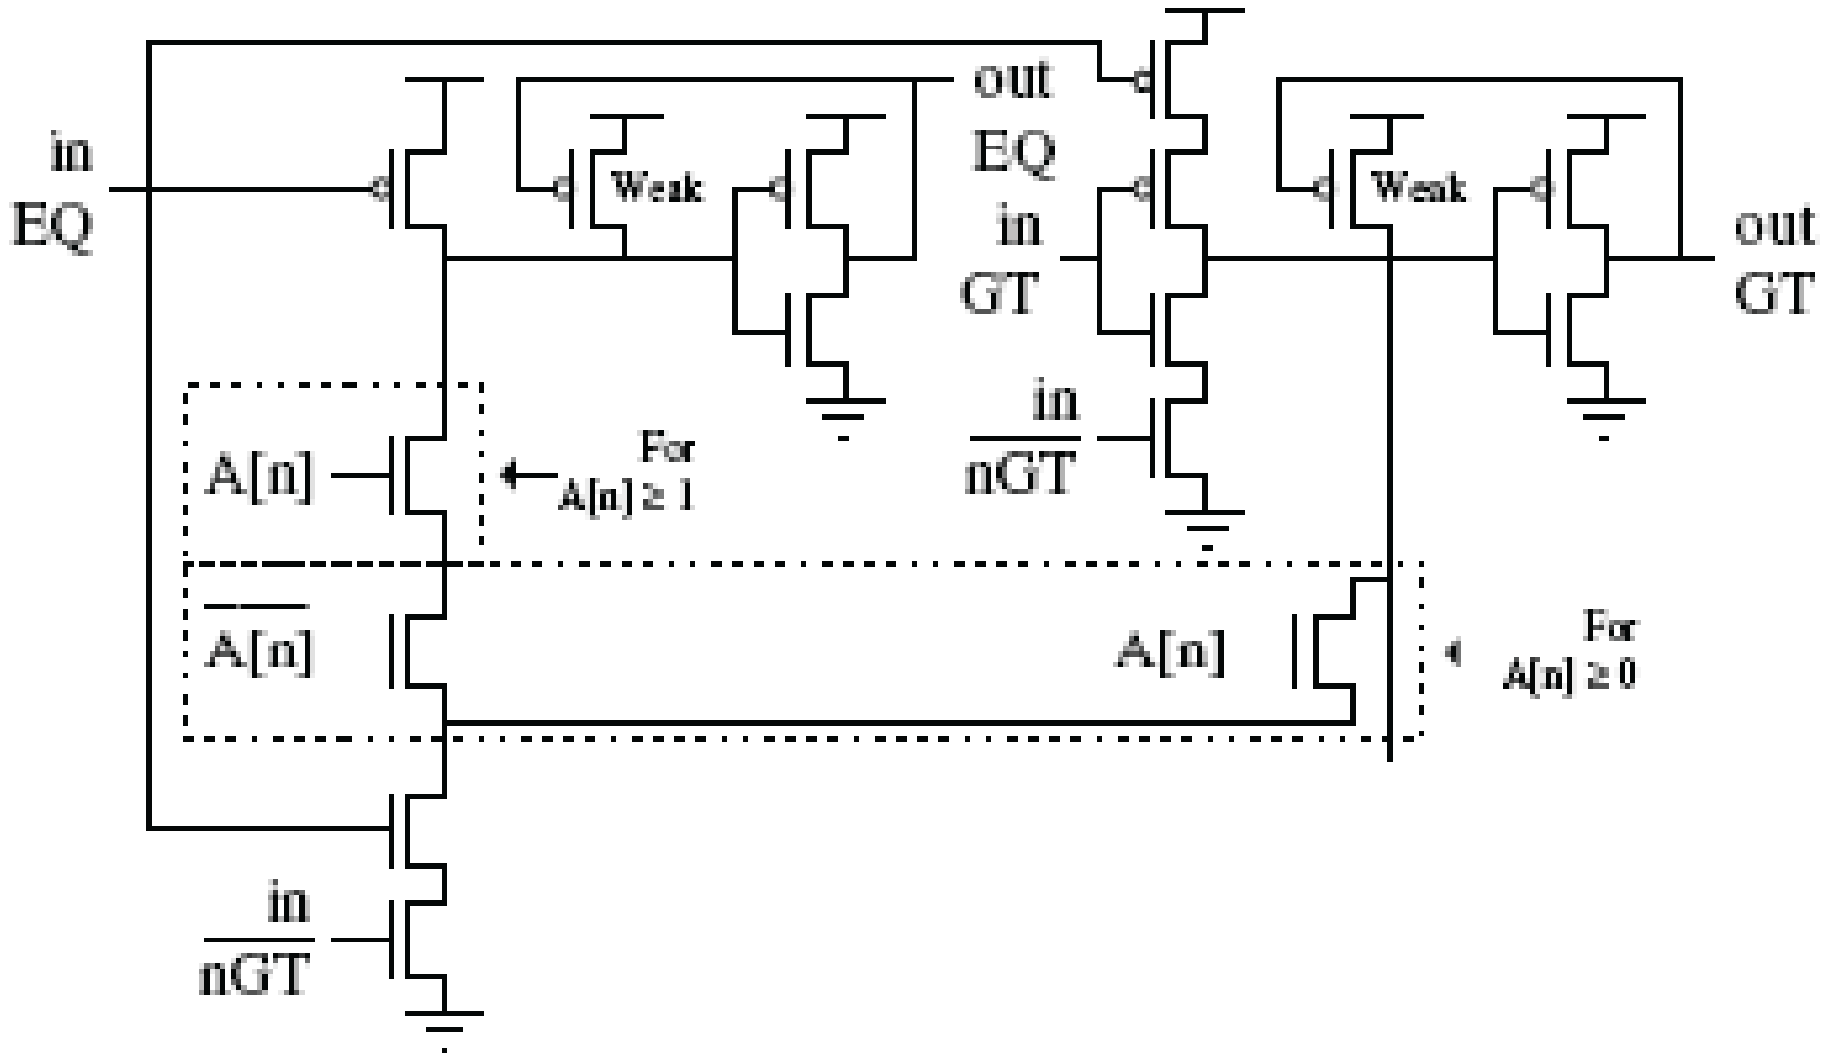 in
EQ
Weak
out
EQ
in
GT
Weak
out
GT
A[n]
For
A[n] ≥ 1
in
nGT
A[n]
A[n]
For
A[n] ≥ 0
in
nGT